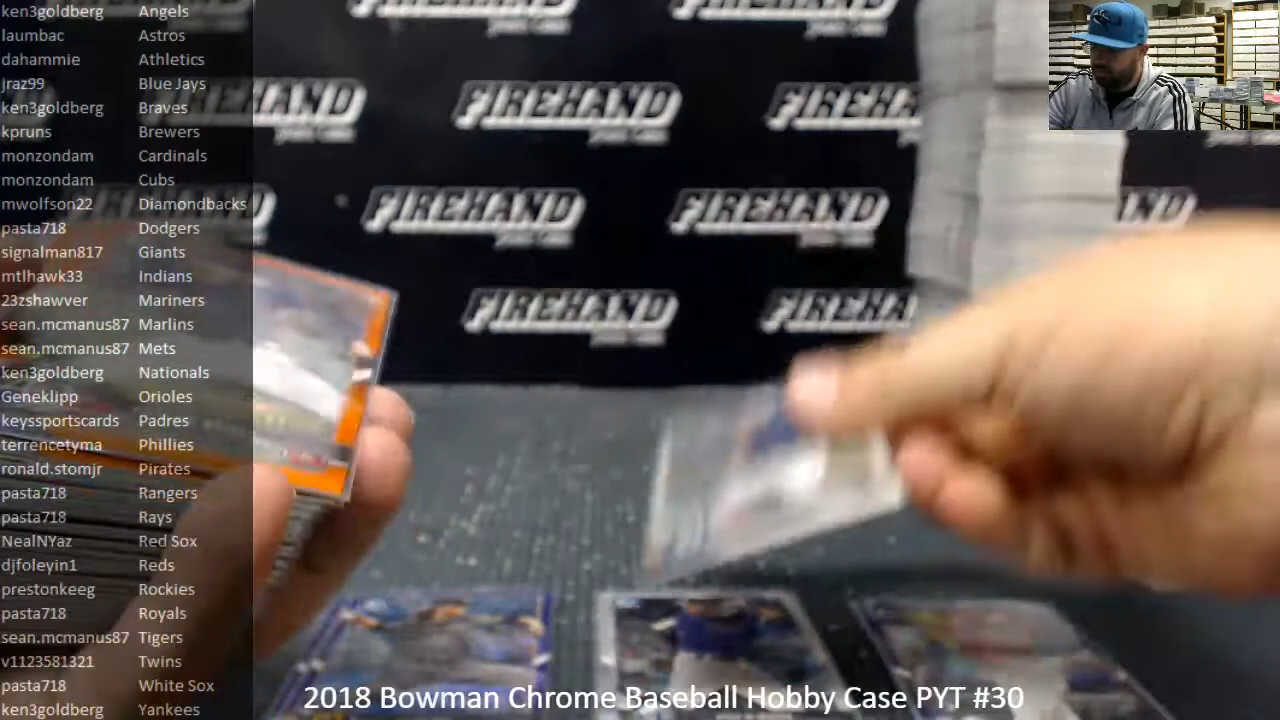 ken3goldberg Angels
laumbac Astros
dahammie Athletics
jraz99 Blue Jays
ken3goldberg Braves
kpruns Brewers
monzondam Cardinals
monzondam Cubs
mwolfson22 Diamondbacks
pasta718 Dodgers
signalman817 Giants
mtlhawk33 Indians
23zshawver Mariners
sean.mcmanus87 Marlins
sean.mcmanus87 Mets
ken3goldberg Nationals
Geneklipp Orioles
keyssportscards Padres
terrencetyma Phillies
ronald.stomjr Pirates
pasta718 Rangers
pasta718 Rays
NealNYaz Red Sox
djfoleyin1 Reds
prestonkeeg Rockies
pasta718 Royals
sean.mcmanus87 Tigers
v1123581321 Twins
pasta718 White Sox
ken3goldberg Yankees
FIREHAND FIREHAND
FIREHAND FIREHAND
FIREHAND FIREHA
2018 Bowman Chrome Baseball Hobby Case PYT #30